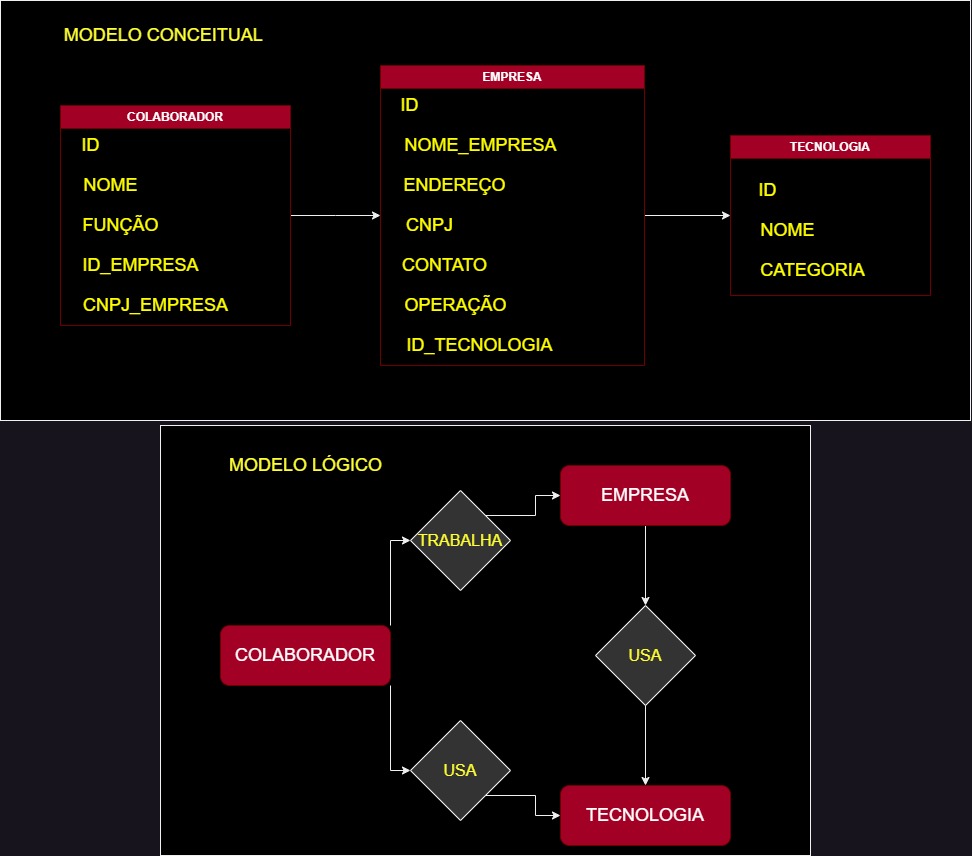 MODELO CONCEITUAL
COLABORADOR
ID
NOME
FUNÇÃO
ID_EMPRESA
CNPJ_EMPRESA
EMPRESA
ID
NOME_EMPRESA
ENDEREÇO
CNPJ
CONTATO
OPERAÇÃO
ID_TECNOLOGIA
TECNOLOGIA
ID
NOME
CATEGORIA
MODELO LÓGICO
COLABORADOR
TRABALHA
EMPRESA
USA
USA
TECNOLOGIA